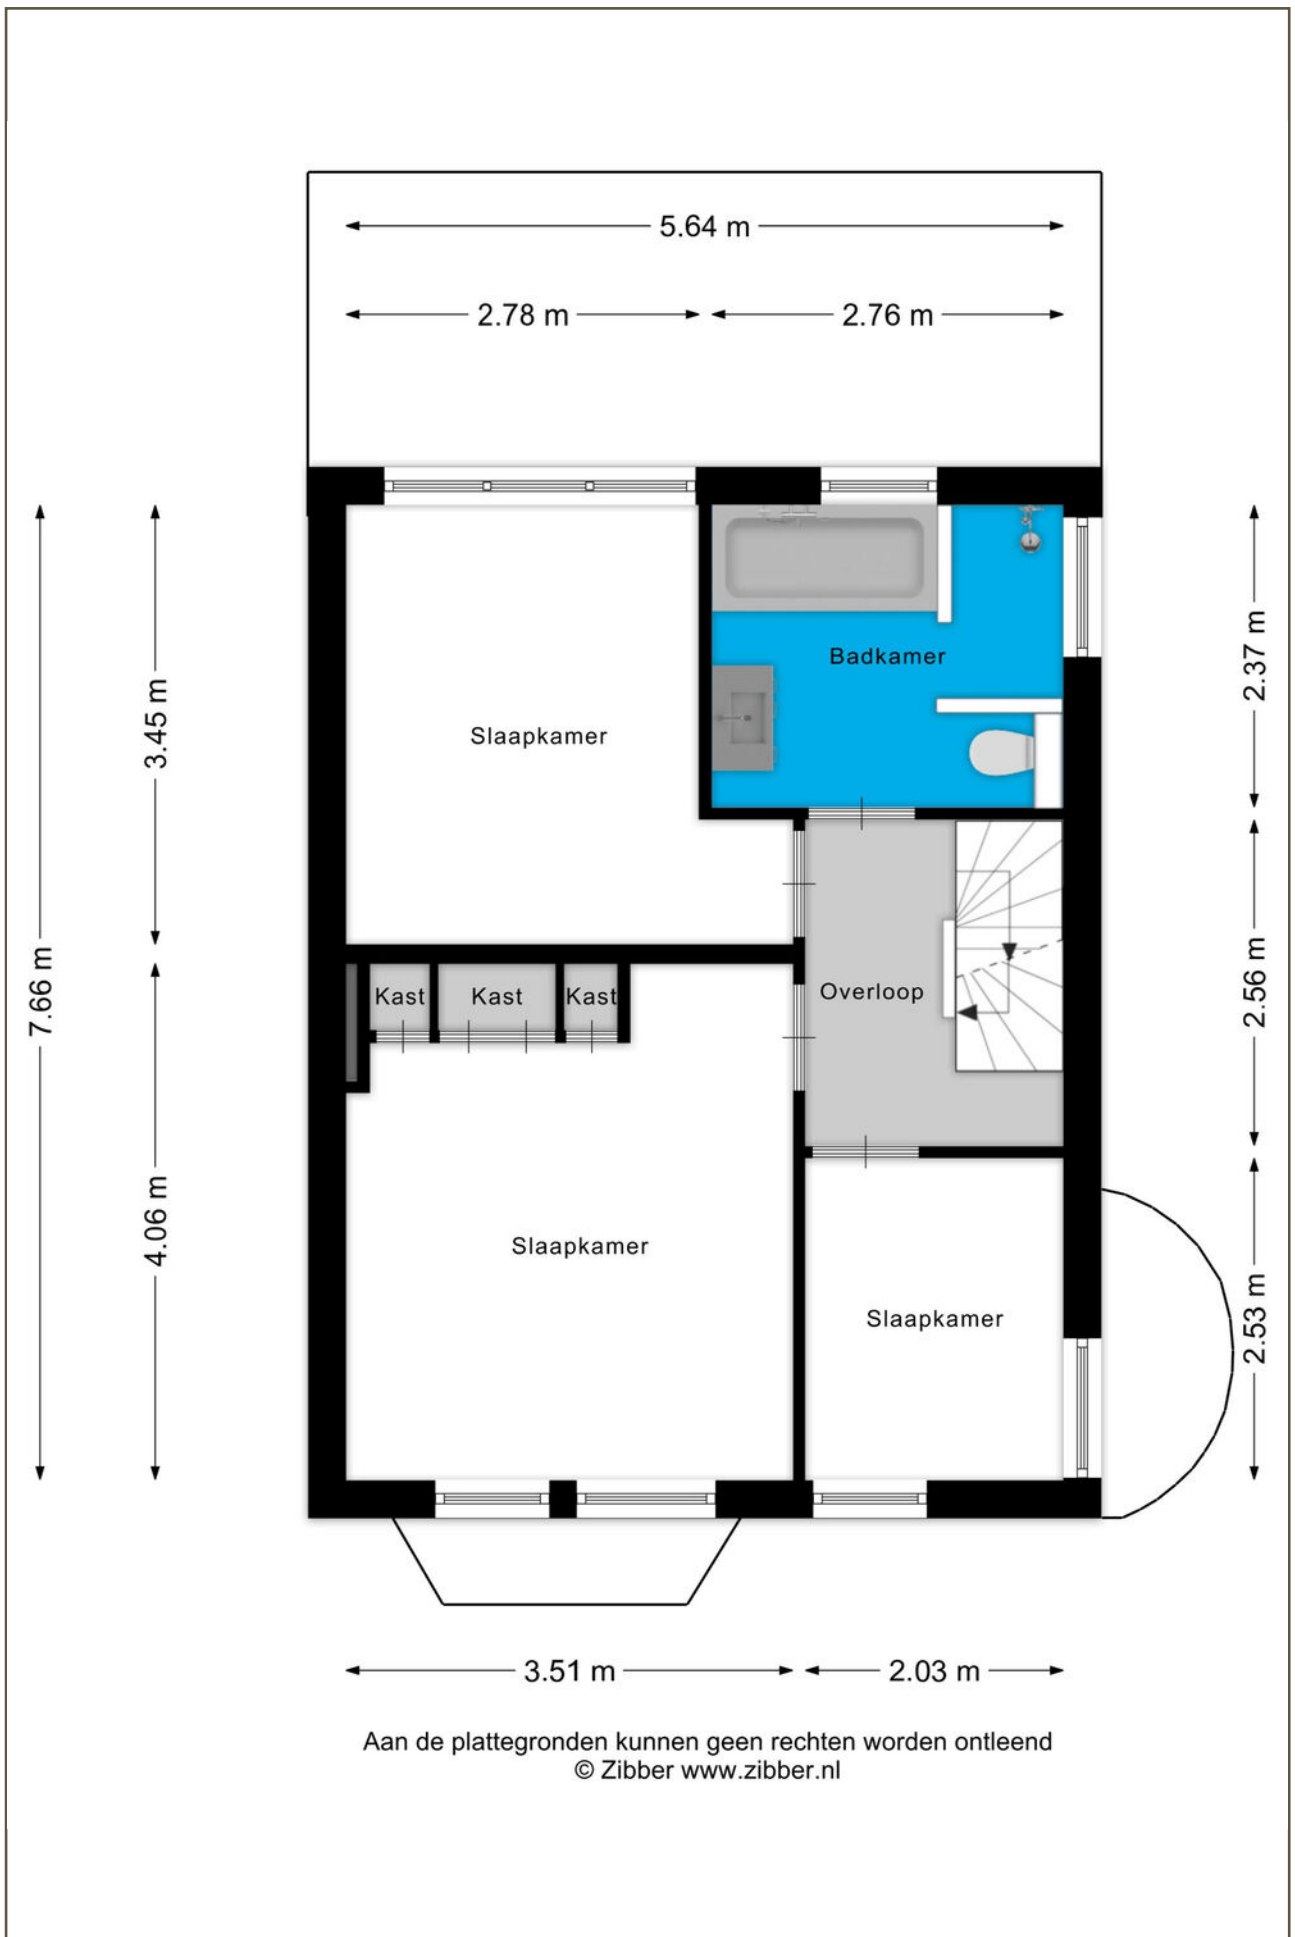 5.64 m
2.78 m
2.76 m
Badkamer
2.37 m
3.45 m
Slaapkamer
7.66 m
Kast
Kast
Kast
Overloop
2.56 m
4.06 m
Slaapkamer
Slaapkamer
2.53 m
3.51 m
2.03 m
Aan de plattegronden kunnen geen rechten worden ontleend
© Zibber www.zibber.nl